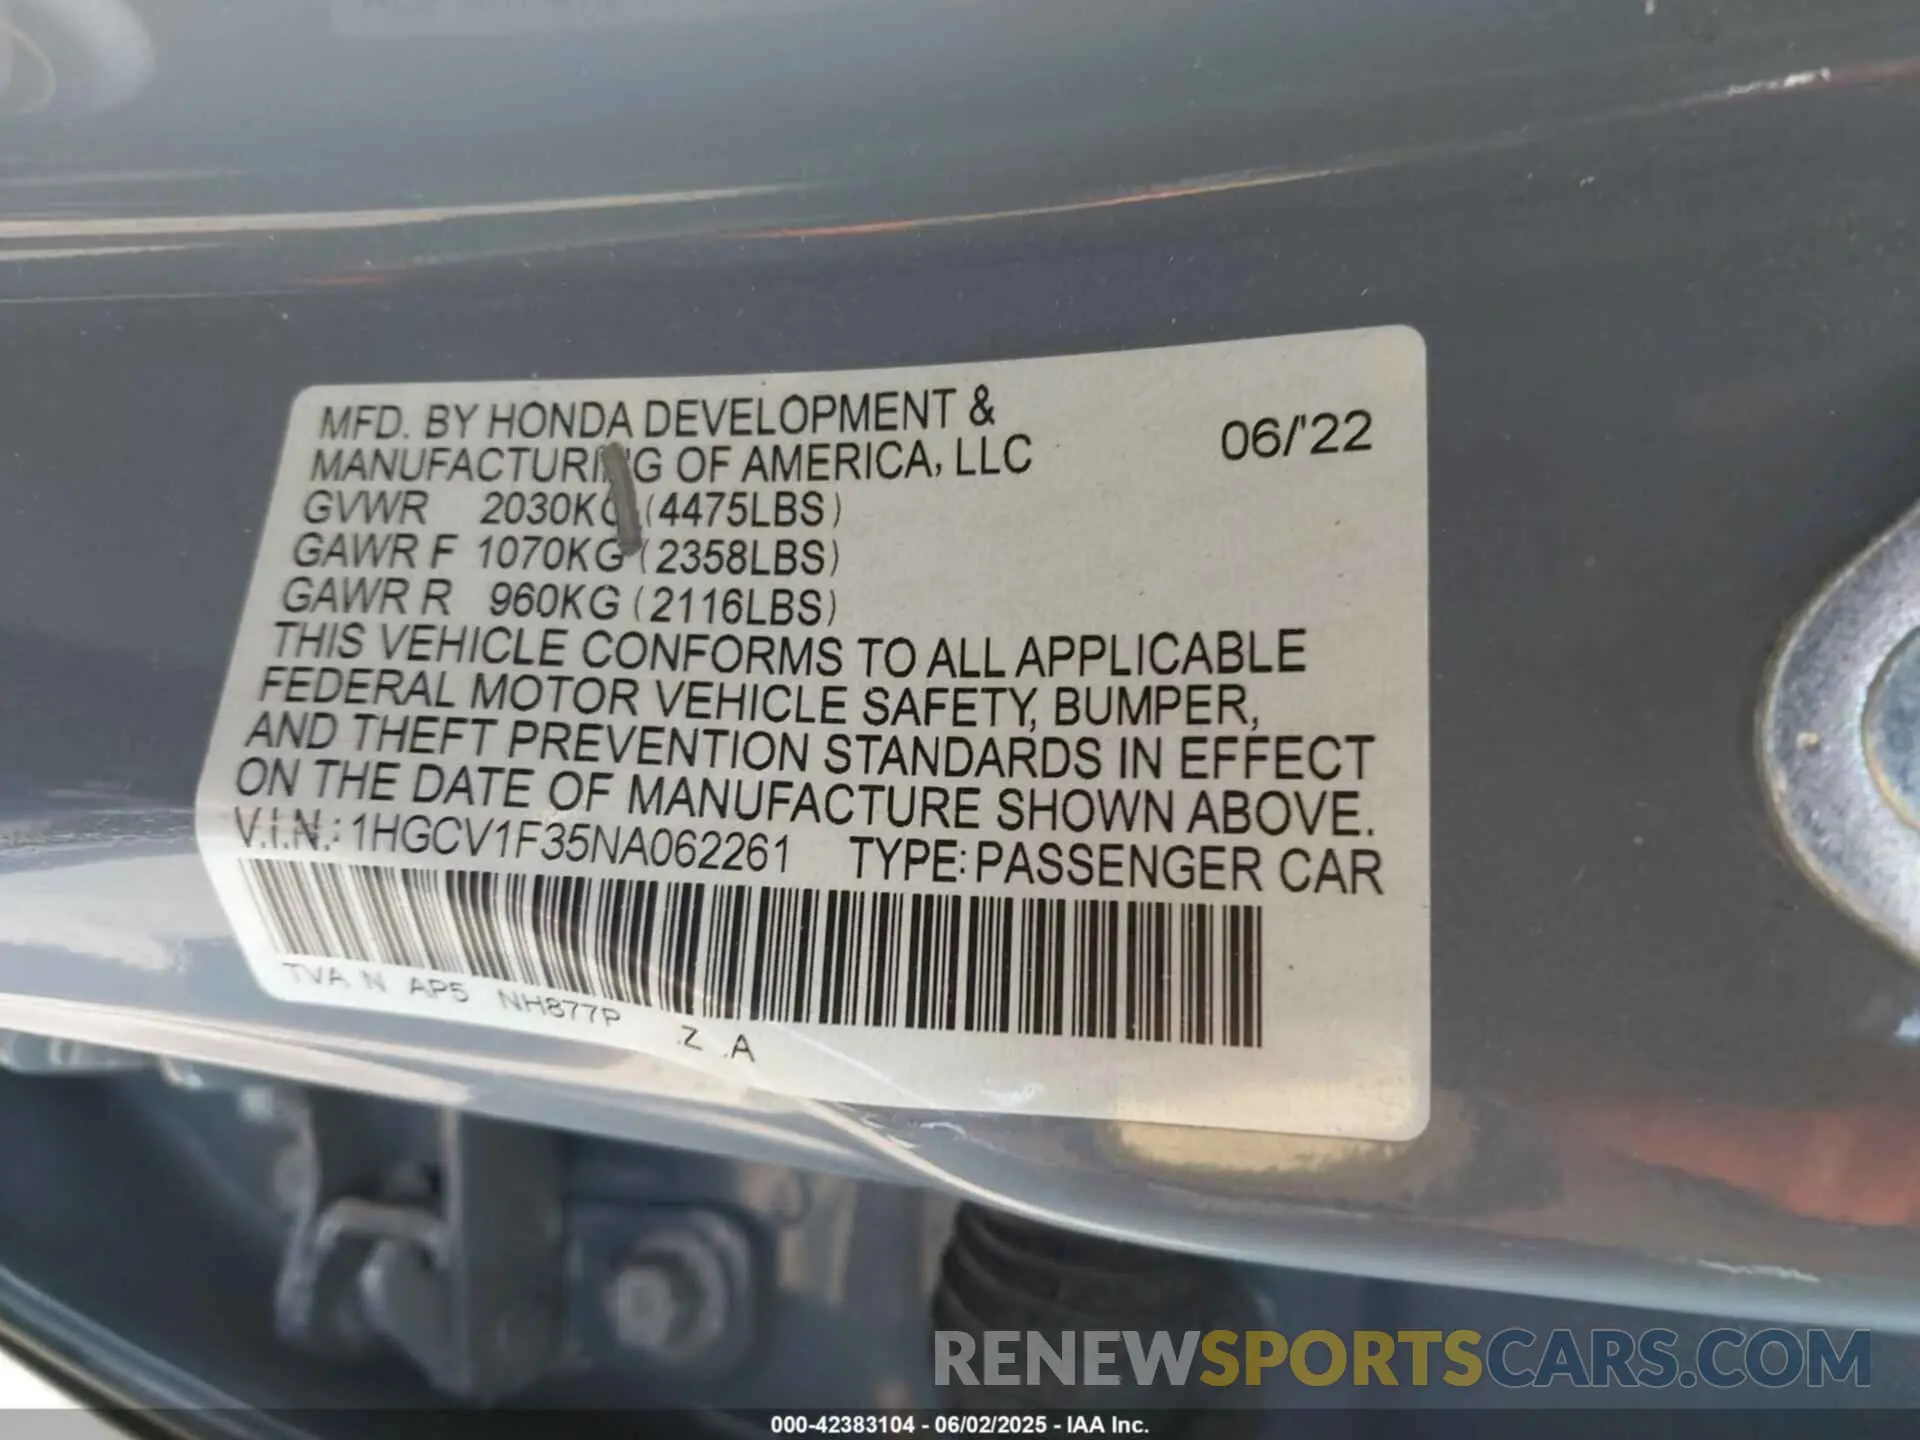 MFD. BY HONDA DEVELOPMENT &
MANUFACTURING OF AMERICA, LLC
06/'22
GVWR 2030KG (4475LBS)
GAWR F 1070KG (2358LBS)
GAWR R 960KG (2116LBS)
THIS VEHICLE CONFORMS TO ALL APPLICABLE
FEDERAL MOTOR VEHICLE SAFETY, BUMPER,
AND THEFT PREVENTION STANDARDS IN EFFECT
ON THE DATE OF MANUFACTURE SHOWN ABOVE.
V.I.N.: 1HGCV1F35NA062261 TYPE: PASSENGER CAR
TVA N AP5 NH877P .Z .A
RENEWSPORTSCARS.COM
000-42383104 - 06/02/2025 - IAA Inc.